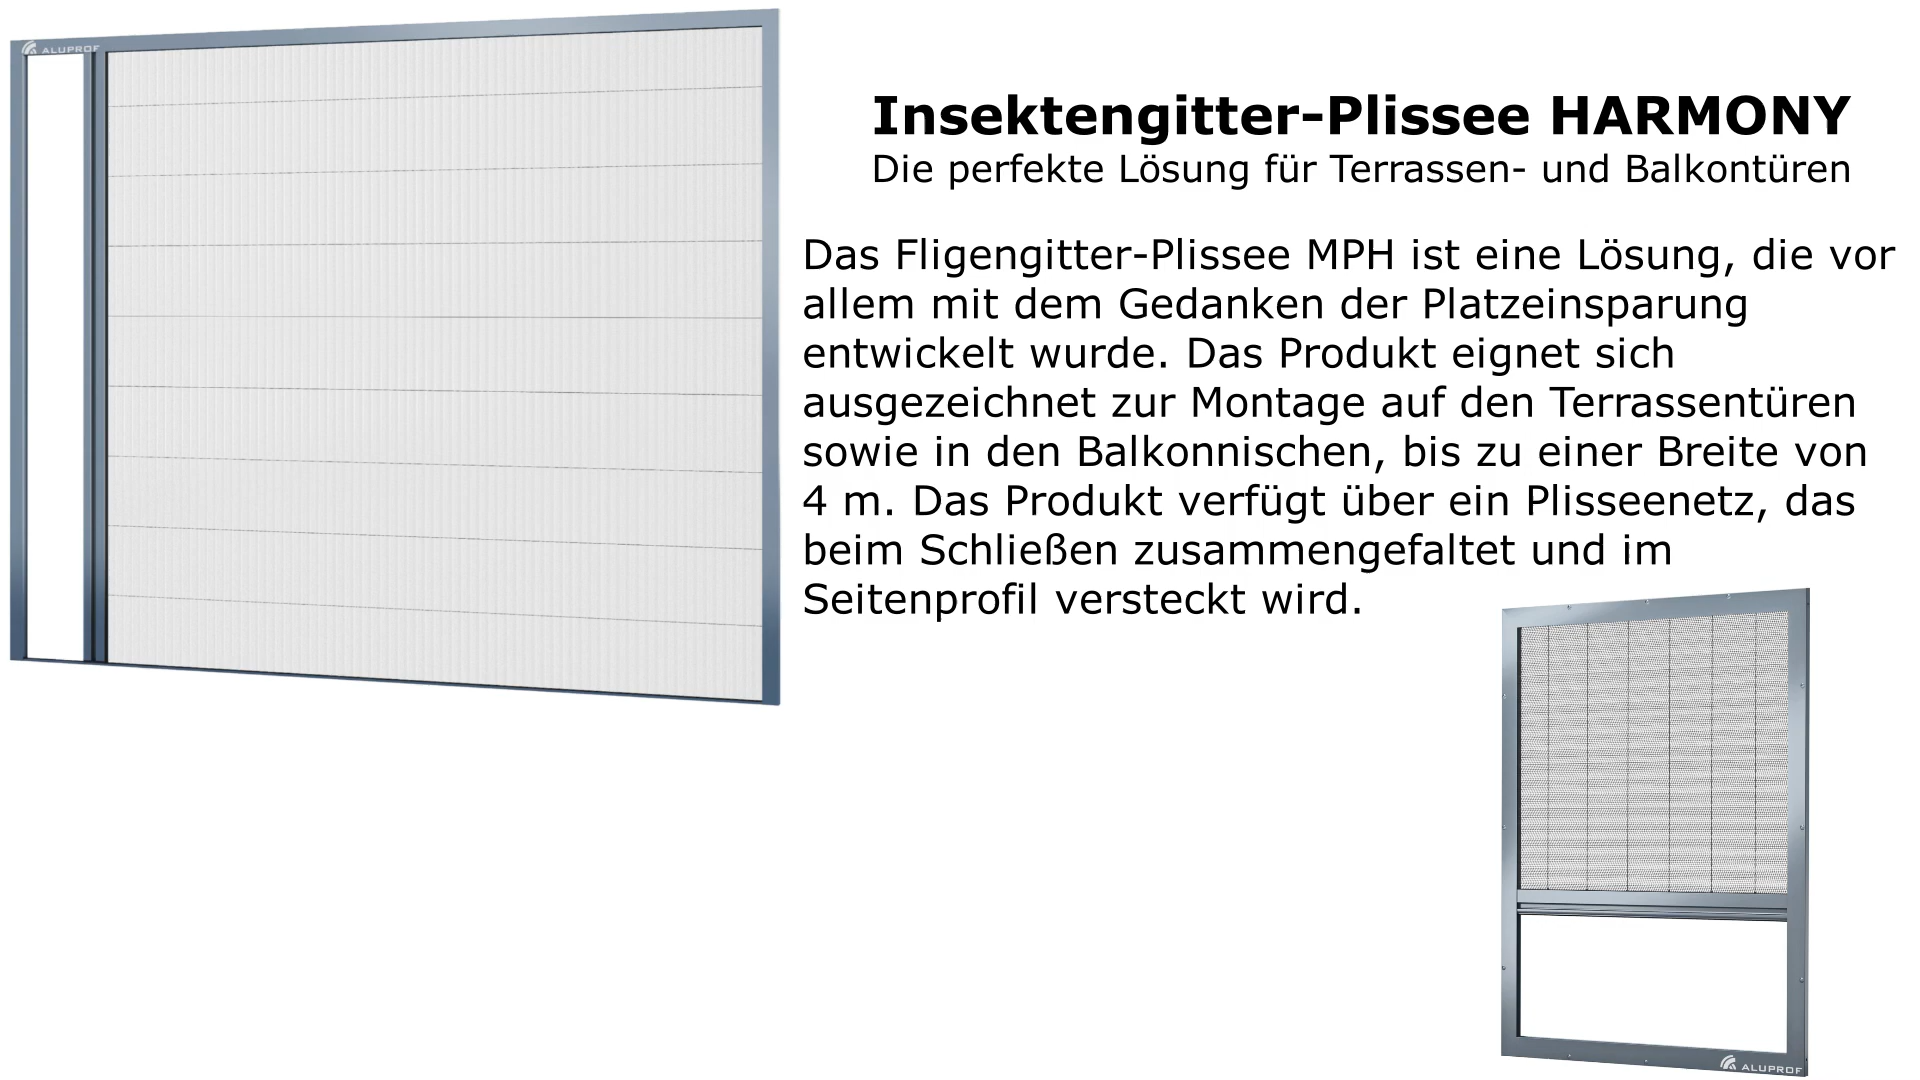 ALUPROF
Insektengitter-Plissee HARMONY
Die perfekte Lösung für Terrassen- und Balkontüren
Das Fligengitter-Plissee MPH ist eine Lösung, die vor
allem mit dem Gedanken der Platzeinsparung
entwickelt wurde. Das Produkt eignet sich
ausgezeichnet zur Montage auf den Terrassentüren
sowie in den Balkonnischen, bis zu einer Breite von
4 m. Das Produkt verfügt über ein Plisseenetz, das
beim Schließen zusammengefaltet und im
Seitenprofil versteckt wird.
ALUPROF